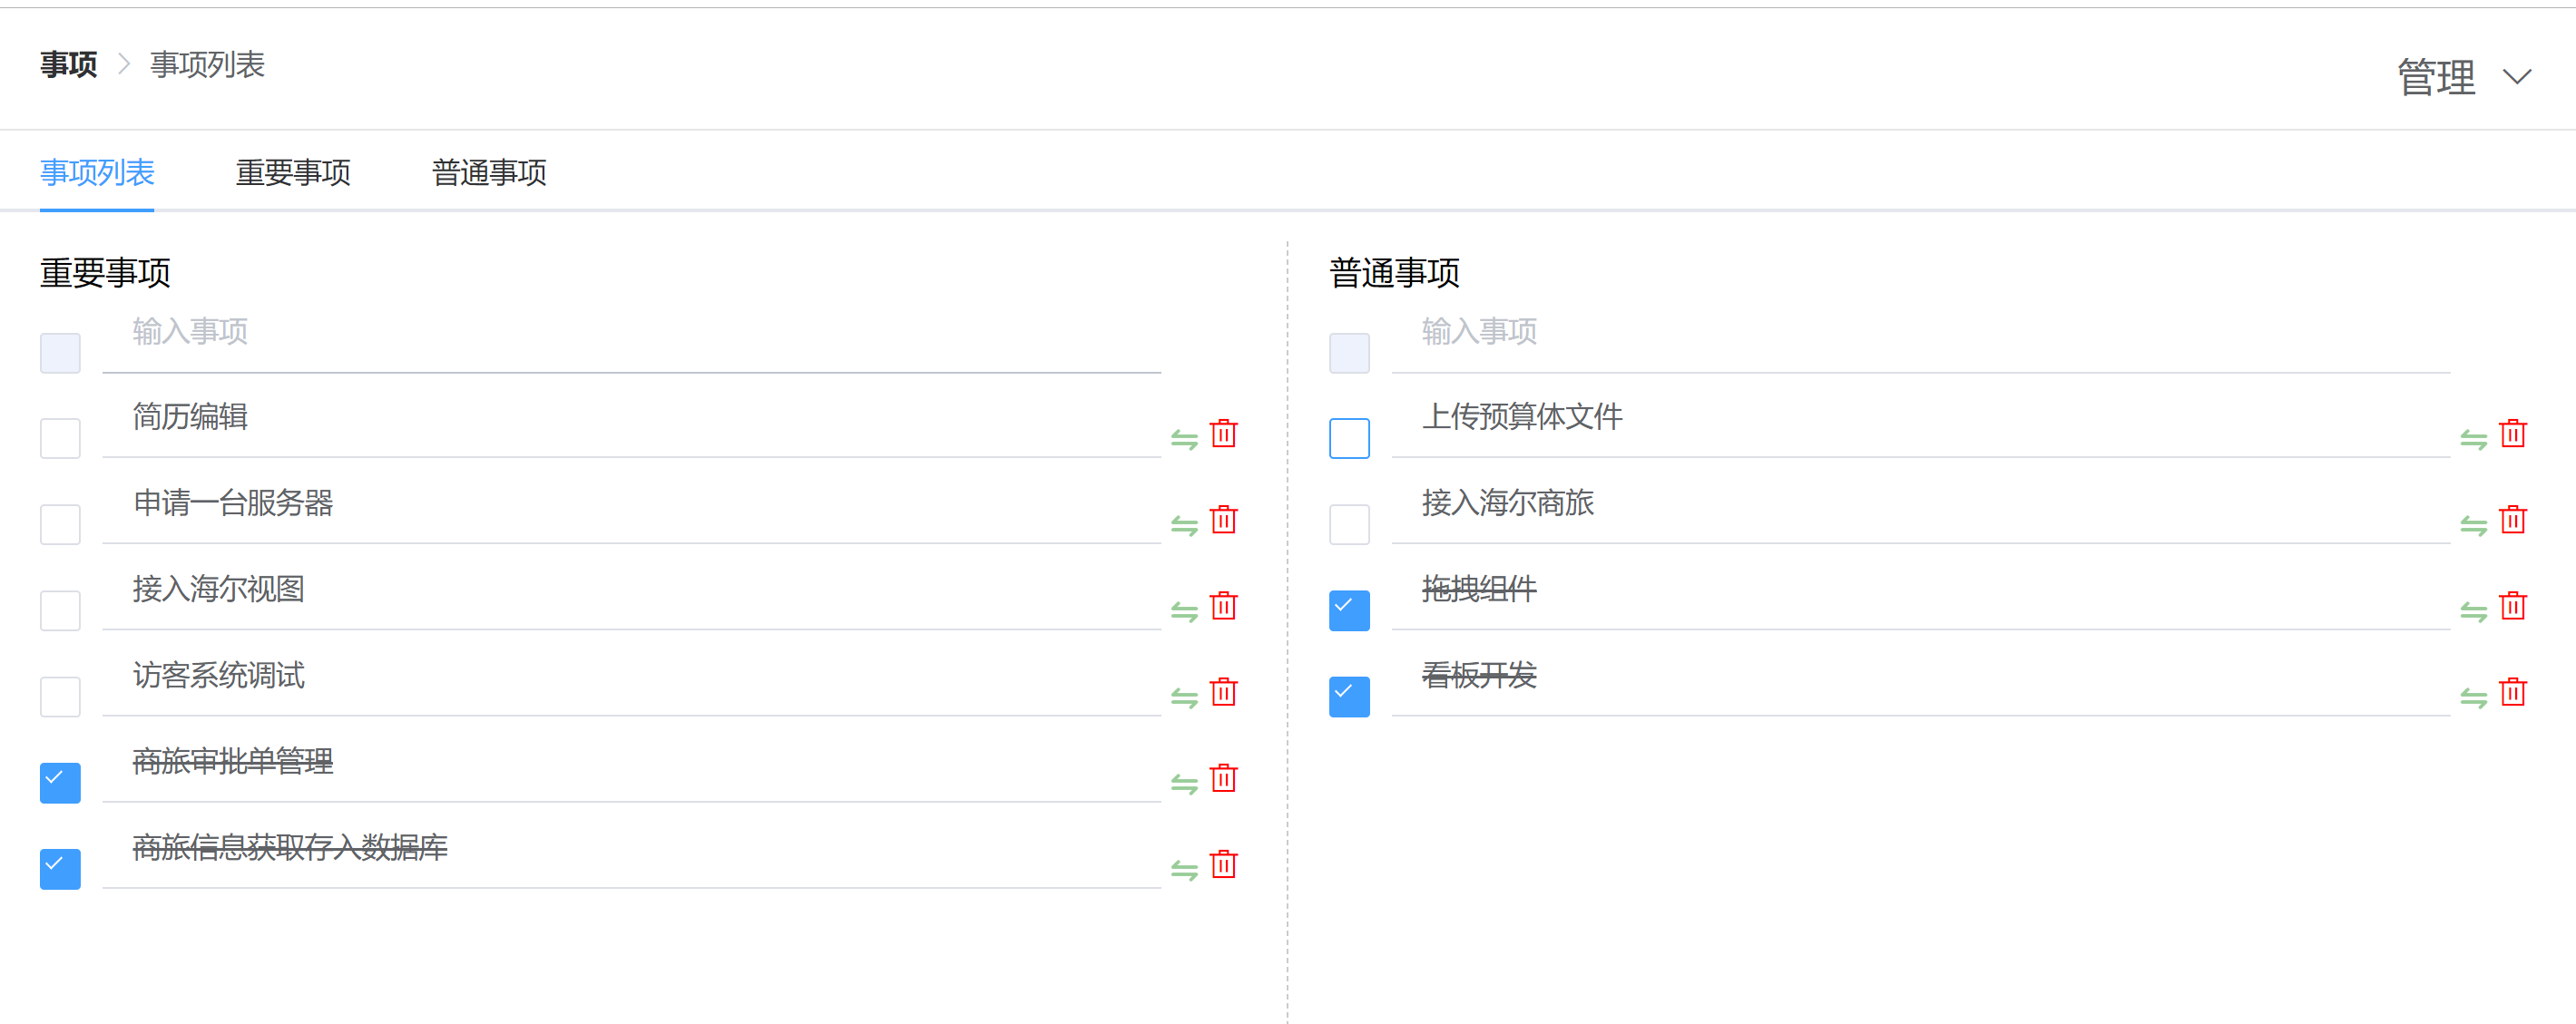 事项 > 事项列表
管理
事项列表 重要事项 普通事项
重要事项
输入事项
简历编辑
申请一台服务器
接入海尔视图
访客系统调试
商旅审批单管理
商旅信息获取存入数据库
普通事项
输入事项
上传预算体文件
接入海尔商旅
拖拽组件
看板开发